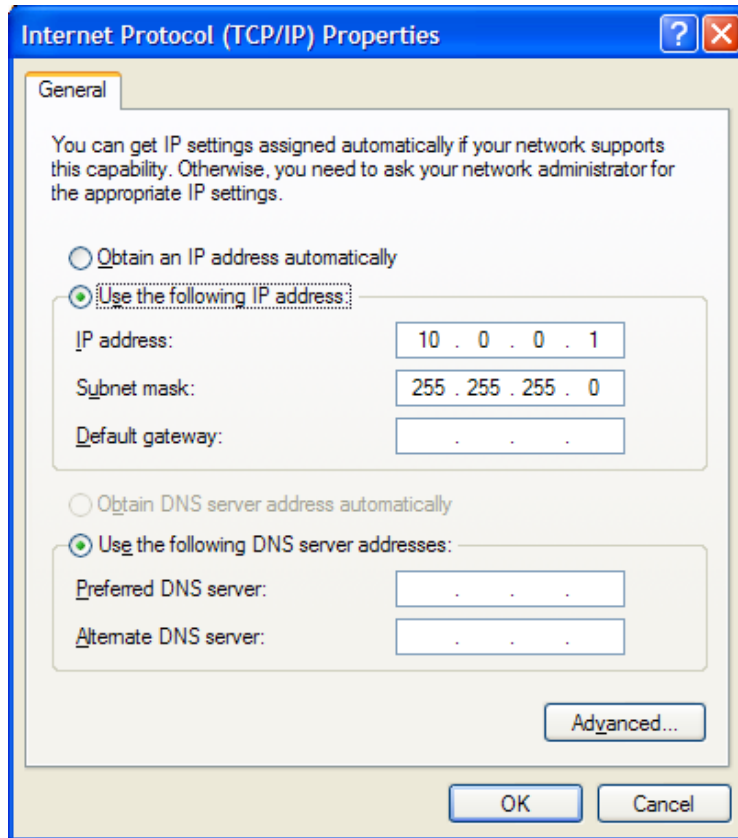 Internet Protocol (TCP/IP) Properties
General
You can get IP settings assigned automatically if your network supports
this capability. Otherwise, you need to ask your network administrator for
the appropriate IP settings.
Obtain an IP address automatically
Use the following IP address:
IP address: 10 . 0 . 0 . 1
Subnet mask: 255 . 255 . 255 . 0
Default gateway: . . .
Obtain DNS server address automatically
Use the following DNS server addresses:
Preferred DNS server: . . .
Alternate DNS server: . . .
Advanced...
OK Cancel